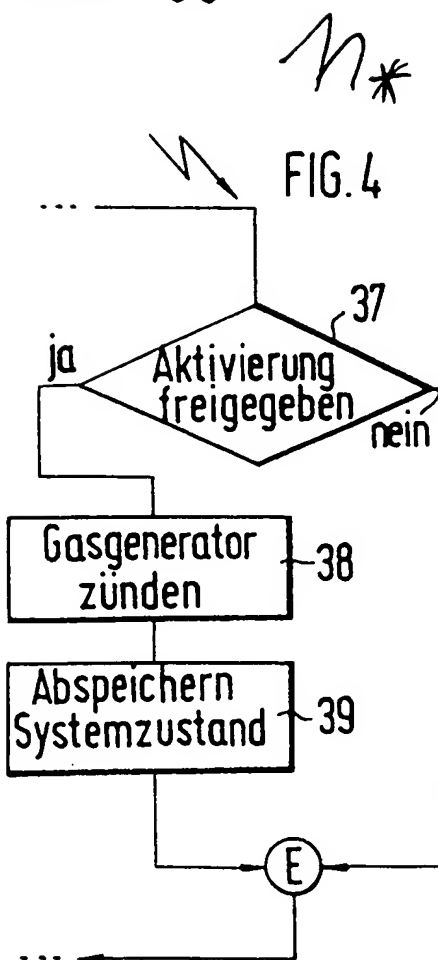 FIG. 4
...
37
ja
Aktivierung
freigegeben
nein
Gasgenerator
zünden
38
Abspeichern
Systemzustand
39
E
...